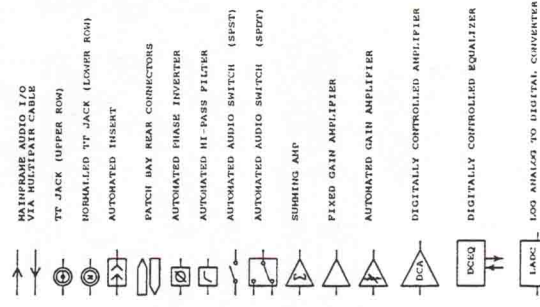 MAINFRAME AUDIO I/O
VIA MULTIPAIR CABLE
TT JACK (UPPER ROW)
NORMALLED TT JACK (LOWER ROW)
N
AUTOMATED INSERT
PATCH BAY REAR CONNECTORS
AUTOMATED PHASE INVERTER
Ø
AUTOMATED HI-PASS FILTER
AUTOMATED AUDIO SWITCH (SPST)
AUTOMATED AUDIO SWITCH (SPDT)
SUMMING AMP
Σ
FIXED GAIN AMPLIFIER
AUTOMATED GAIN AMPLIFIER
DIGITALLY CONTROLLED AMPLIFIER
DCA
DIGITALLY CONTROLLED EQUALIZER
DCEQ
LOG ANALOG TO DIGITAL CONVERTER
LADC